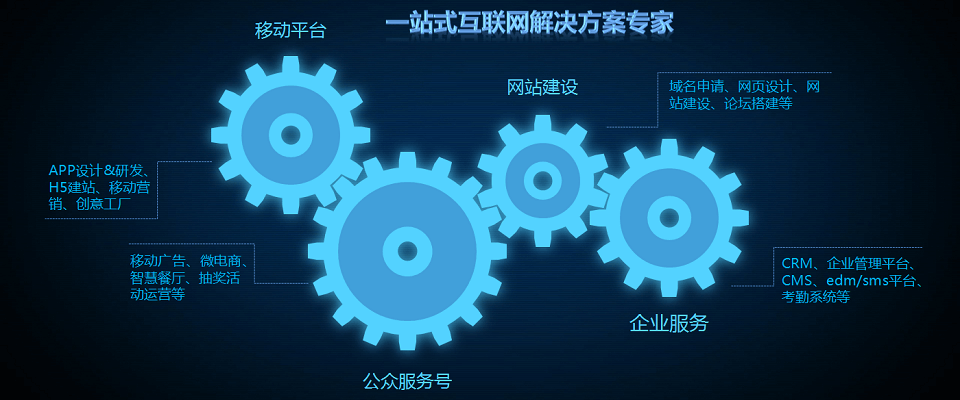 一站式互联网解决方案专家
移动平台
APP设计&研发、
H5建站、移动营
销、创意工厂
移动广告、微电商、
智慧餐厅、抽奖活
动运营等
公众服务号
网站建设
域名申请、网页设计、网
站建设、论坛搭建等
企业服务
CRM、企业管理平台、
CMS、edm/sms平台、
考勤系统等